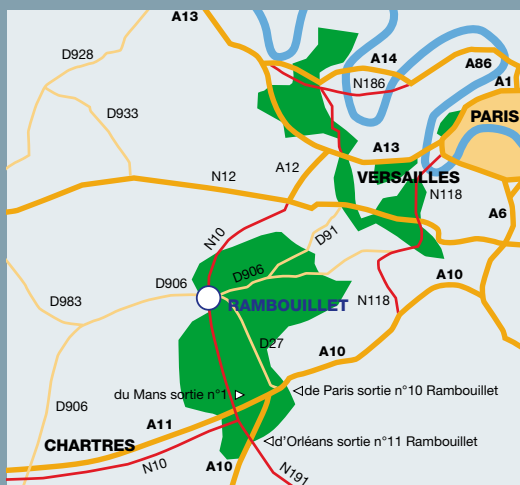 A13
D928
A14
A86
N186
A1
D933
PARIS
A13
A12
N12
VERSAILLES
N118
A6
N10
D91
D906
A10
D906
D983
RAMBOUILLET
N118
D27
A10
du Mans sortie n°1
de Paris sortie n°10 Rambouillet
D906
A11
CHARTRES
d'Orléans sortie n°11 Rambouillet
N10
A10
N191